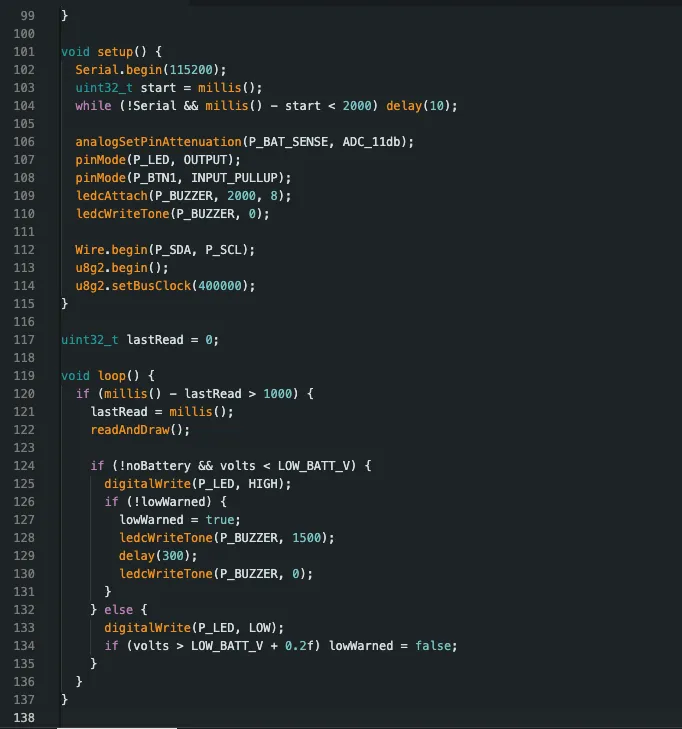 99 }
100
101 void setup() {
102   Serial.begin(115200);
103   uint32_t start = millis();
104   while (!Serial && millis() - start < 2000) delay(10);
105
106   analogSetPinAttenuation(P_BAT_SENSE, ADC_11db);
107   pinMode(P_LED, OUTPUT);
108   pinMode(P_BTN1, INPUT_PULLUP);
109   ledcAttach(P_BUZZER, 2000, 8);
110   ledcWriteTone(P_BUZZER, 0);
111
112   Wire.begin(P_SDA, P_SCL);
113   u8g2.begin();
114   u8g2.setBusClock(400000);
115 }
116
117 uint32_t lastRead = 0;
118
119 void loop() {
120   if (millis() - lastRead > 1000) {
121     lastRead = millis();
122     readAndDraw();
123
124     if (!noBattery && volts < LOW_BATT_V) {
125       digitalWrite(P_LED, HIGH);
126       if (!lowWarned) {
127         lowWarned = true;
128         ledcWriteTone(P_BUZZER, 1500);
129         delay(300);
130         ledcWriteTone(P_BUZZER, 0);
131       }
132     } else {
133       digitalWrite(P_LED, LOW);
134       if (volts > LOW_BATT_V + 0.2f) lowWarned = false;
135     }
136   }
137 }
138